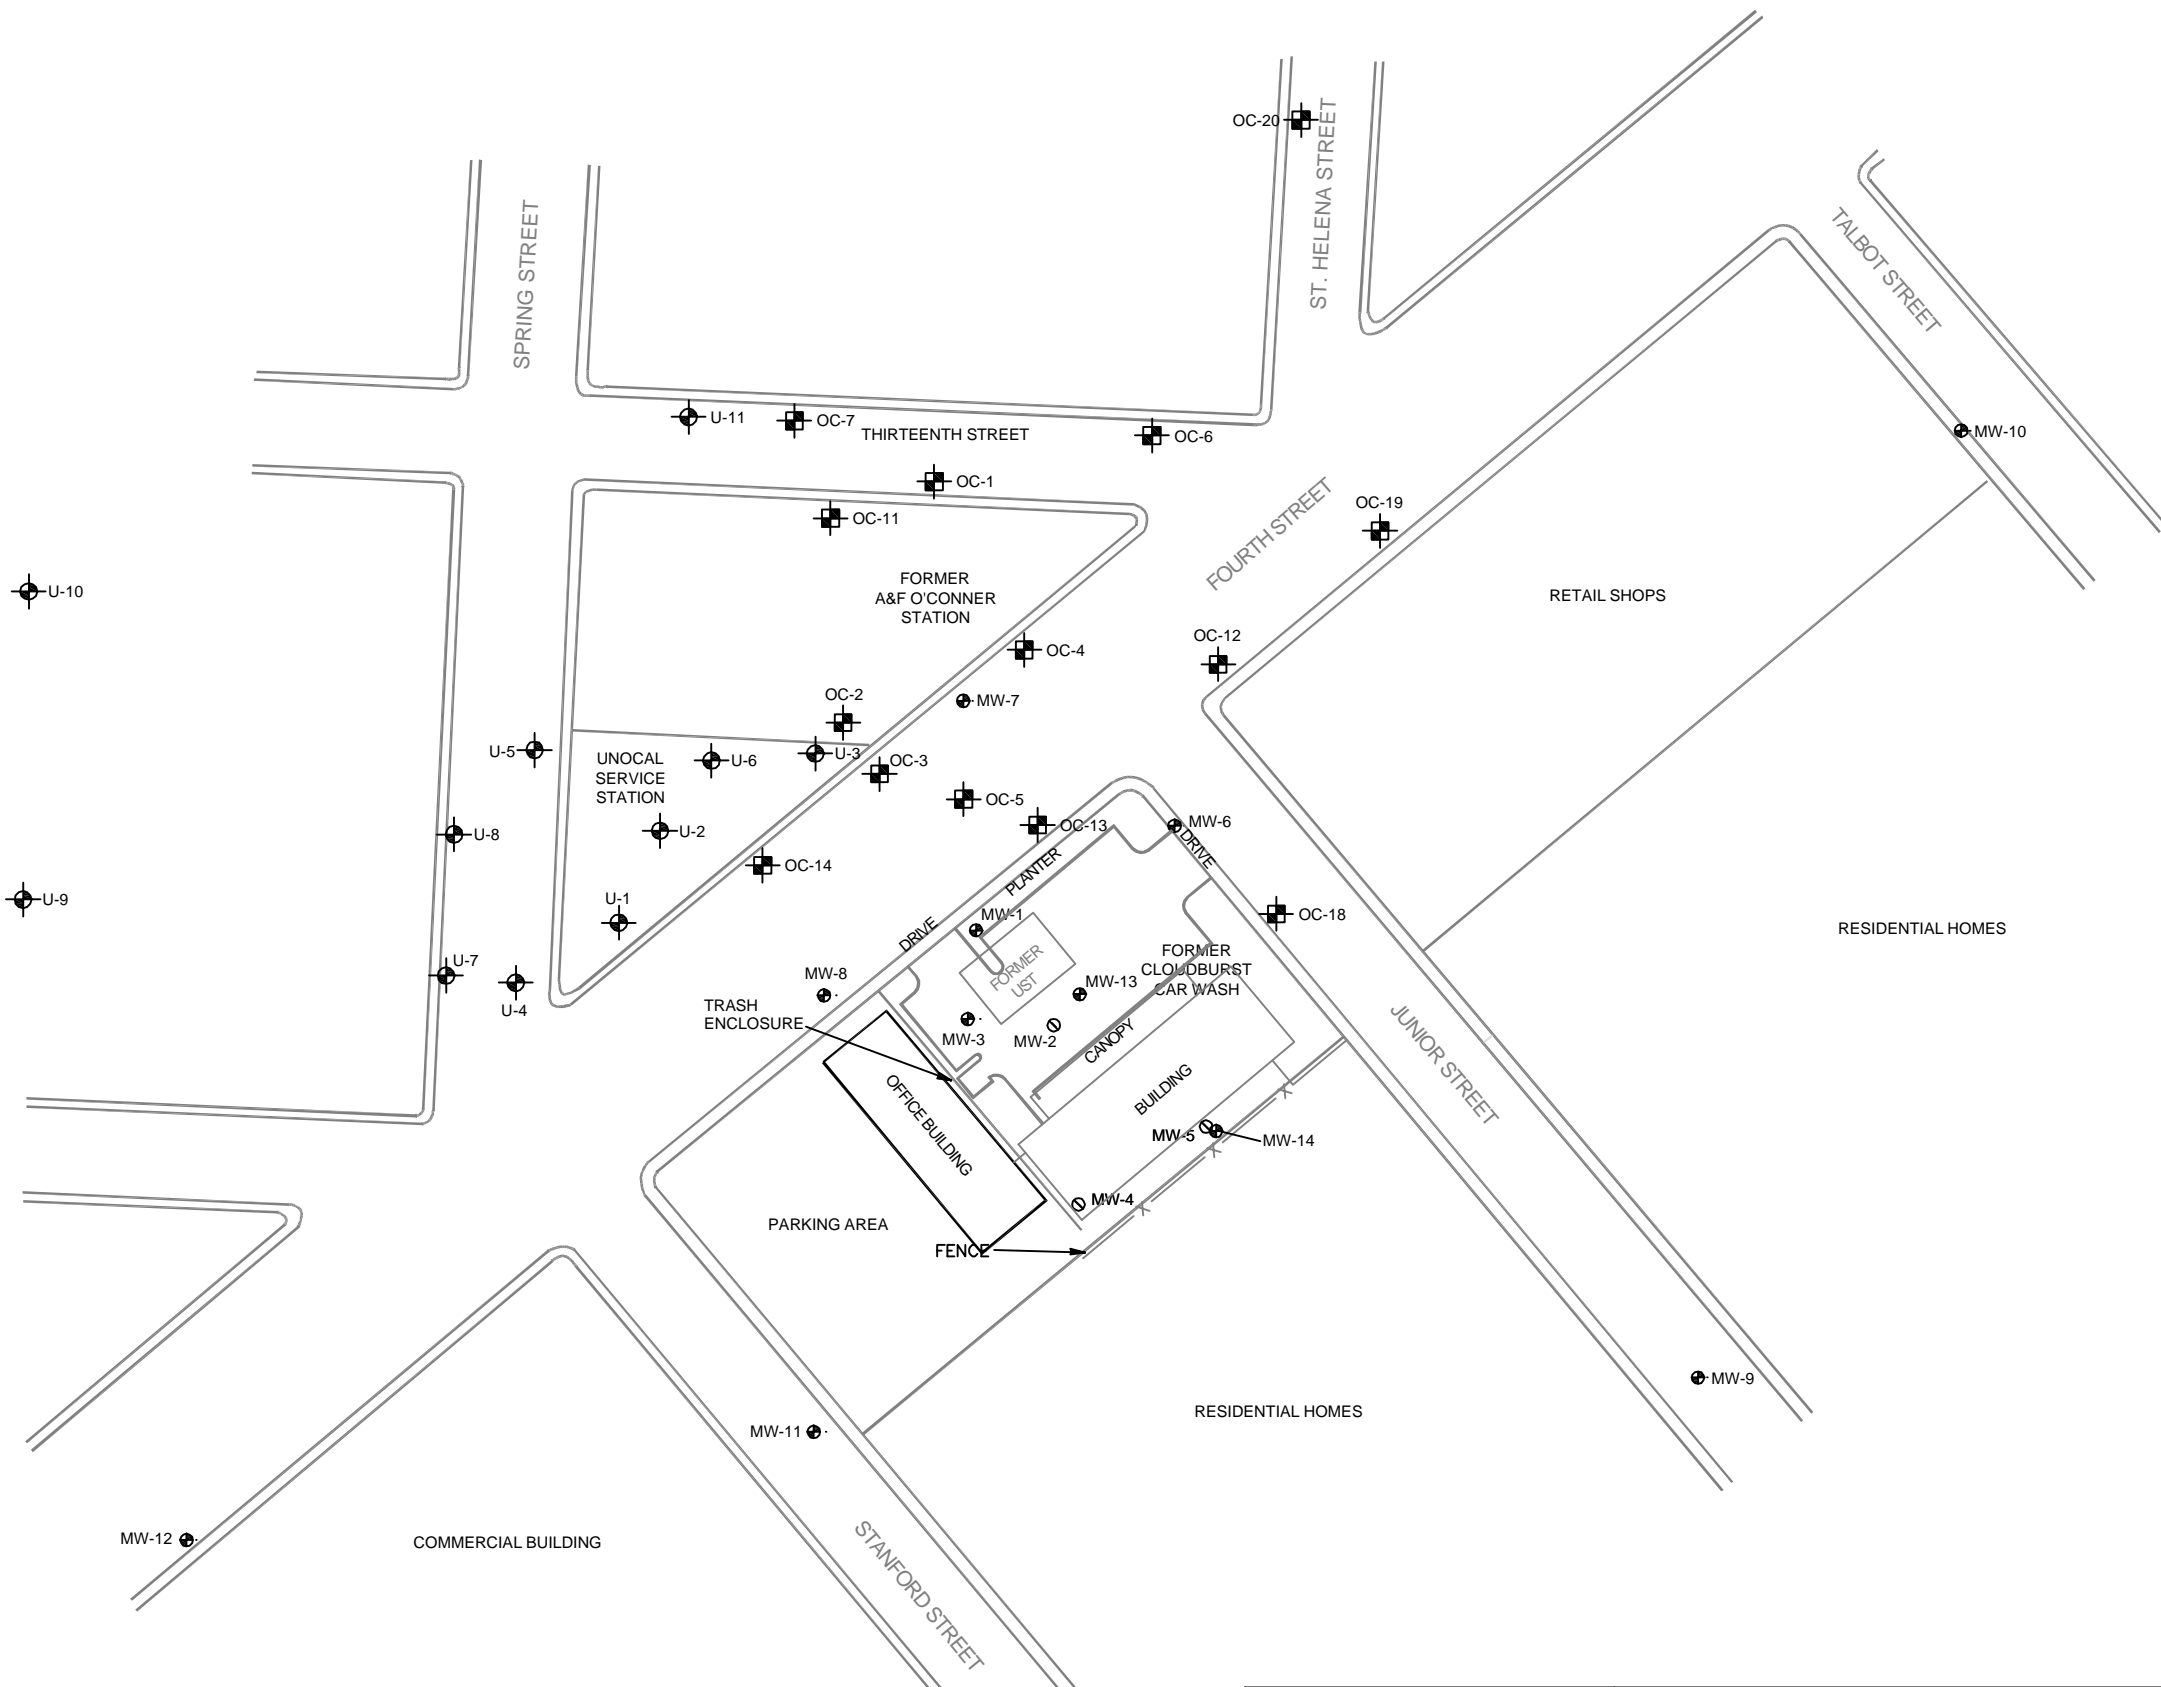 OC-20
ST. HELENA STREET
SPRING STREET
TALBOT STREET
U-11
OC-7
THIRTEENTH STREET
OC-6
MW-10
OC-1
OC-11
OC-19
FOURTH STREET
FORMER
A&F O'CONNER
STATION
U-10
RETAIL SHOPS
OC-4
OC-12
OC-2
MW-7
U-5
UNOCAL
SERVICE
STATION
U-6
U-3
OC-3
OC-5
U-8
U-2
OC-13
MW-6
DRIVE
PLANTER
OC-14
U-9
U-1
MW-1
OC-18
DRIVE
RESIDENTIAL HOMES
FORMER
CLOUDBURST
CAR WASH
FORMER
UST
U-7
MW-8
MW-13
U-4
TRASH
ENCLOSURE
MW-3
MW-2
CANOPY
JUNIOR STREET
OFFICE BUILDING
BUILDING
X
MW-5
MW-14
X
MW-4
X
PARKING AREA
FENCE
MW-9
RESIDENTIAL HOMES
MW-11
MW-12
COMMERCIAL BUILDING
STANFORD STREET